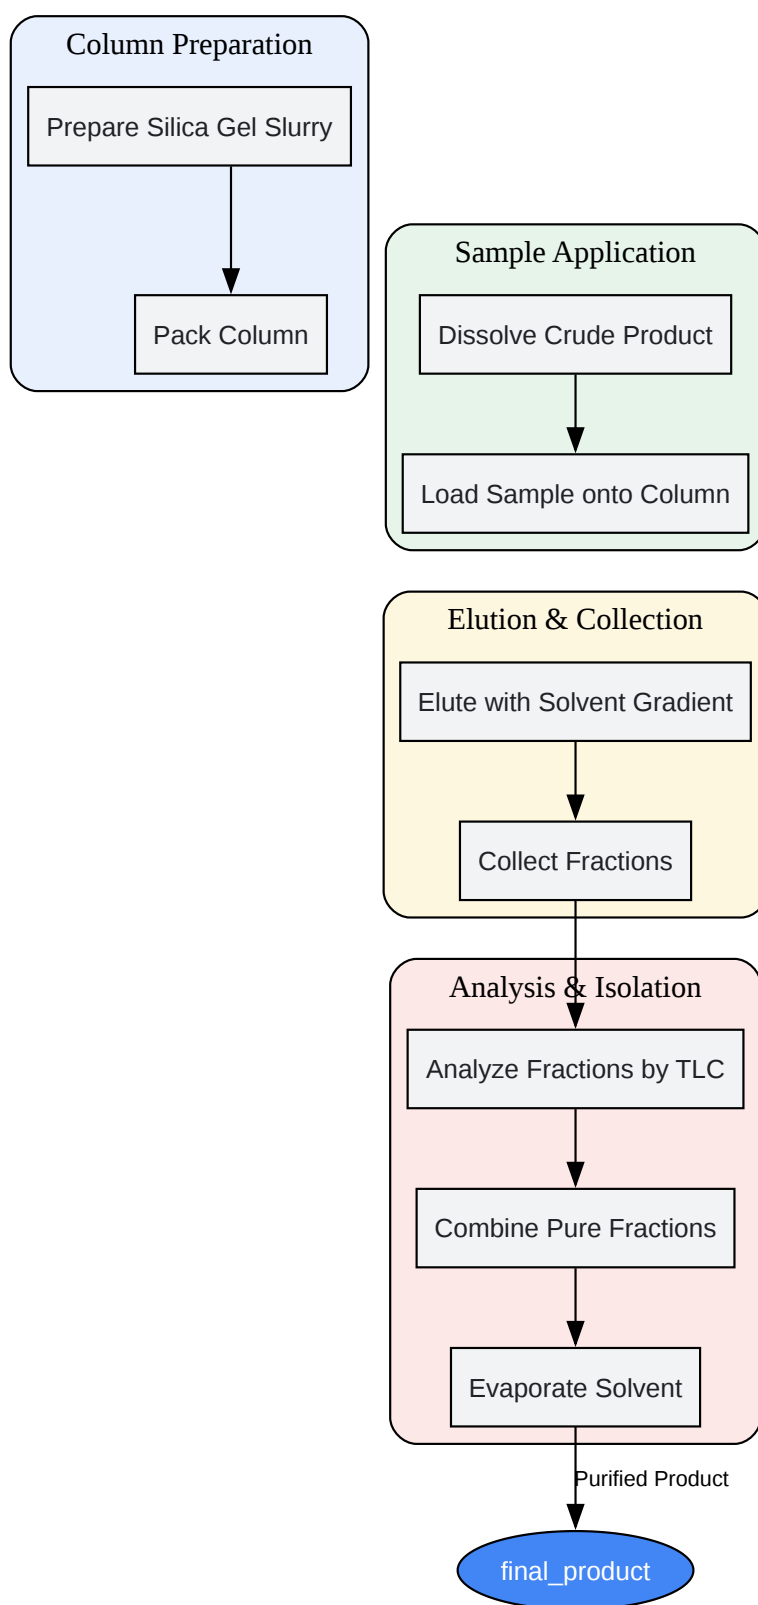 Column Preparation
Prepare Silica Gel Slurry
Pack Column
Sample Application
Dissolve Crude Product
Load Sample onto Column
Elution & Collection
Elute with Solvent Gradient
Collect Fractions
Analysis & Isolation
Analyze Fractions by TLC
Combine Pure Fractions
Evaporate Solvent
Purified Product
final_product